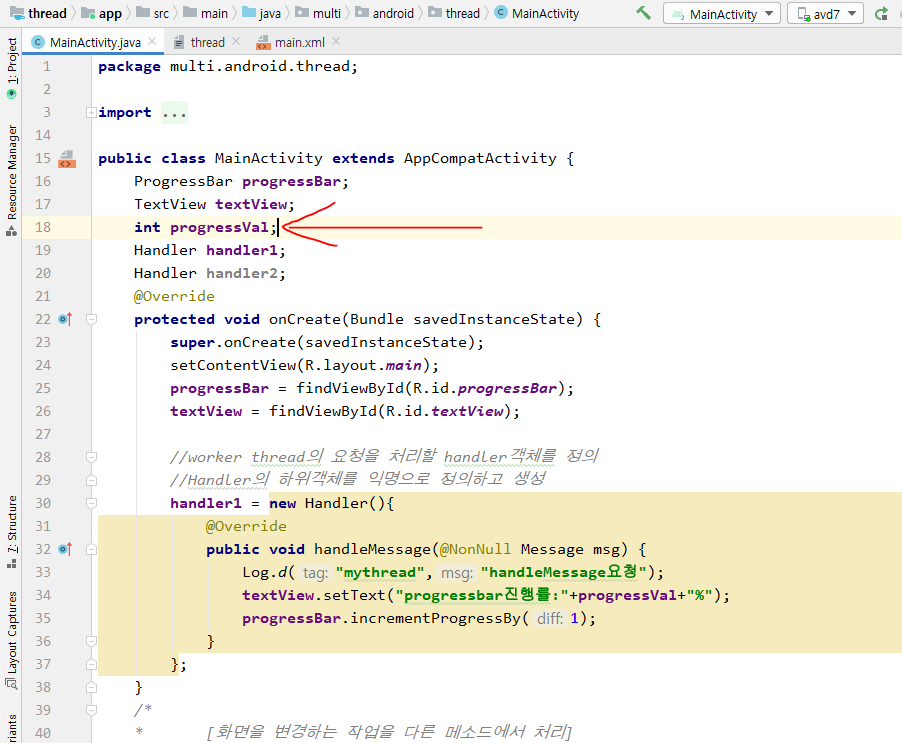 thread app src main java multi android thread MainActivity MainActivity avd7
MainActivity.java thread main.xml
1: Project
Resource Manager
7: Structure
Layout Captures
riants
1 package multi.android.thread;
2
3 import ...
14
15 public class MainActivity extends AppCompatActivity {
16 ProgressBar progressBar;
17 TextView textView;
18 int progressVal;
19 Handler handler1;
20 Handler handler2;
21 @Override
22 protected void onCreate(Bundle savedInstanceState) {
23 super.onCreate(savedInstanceState);
24 setContentView(R.layout.main);
25 progressBar = findViewById(R.id.progressBar);
26 textView = findViewById(R.id.textView);
27
28 //worker thread의 요청을 처리할 handler객체를 정의
29 //Handler의 하위객체를 익명으로 정의하고 생성
30 handler1 = new Handler(){
31 @Override
32 public void handleMessage(@NonNull Message msg) {
33 Log.d( tag: "mythread", msg: "handleMessage요청");
34 textView.setText("progressbar진행률:"+progressVal+"%");
35 progressBar.incrementProgressBy( diff: 1);
36 }
37 };
38 }
39 /*
40 * [화면을 변경하는 작업을 다른 메소드에서 처리]